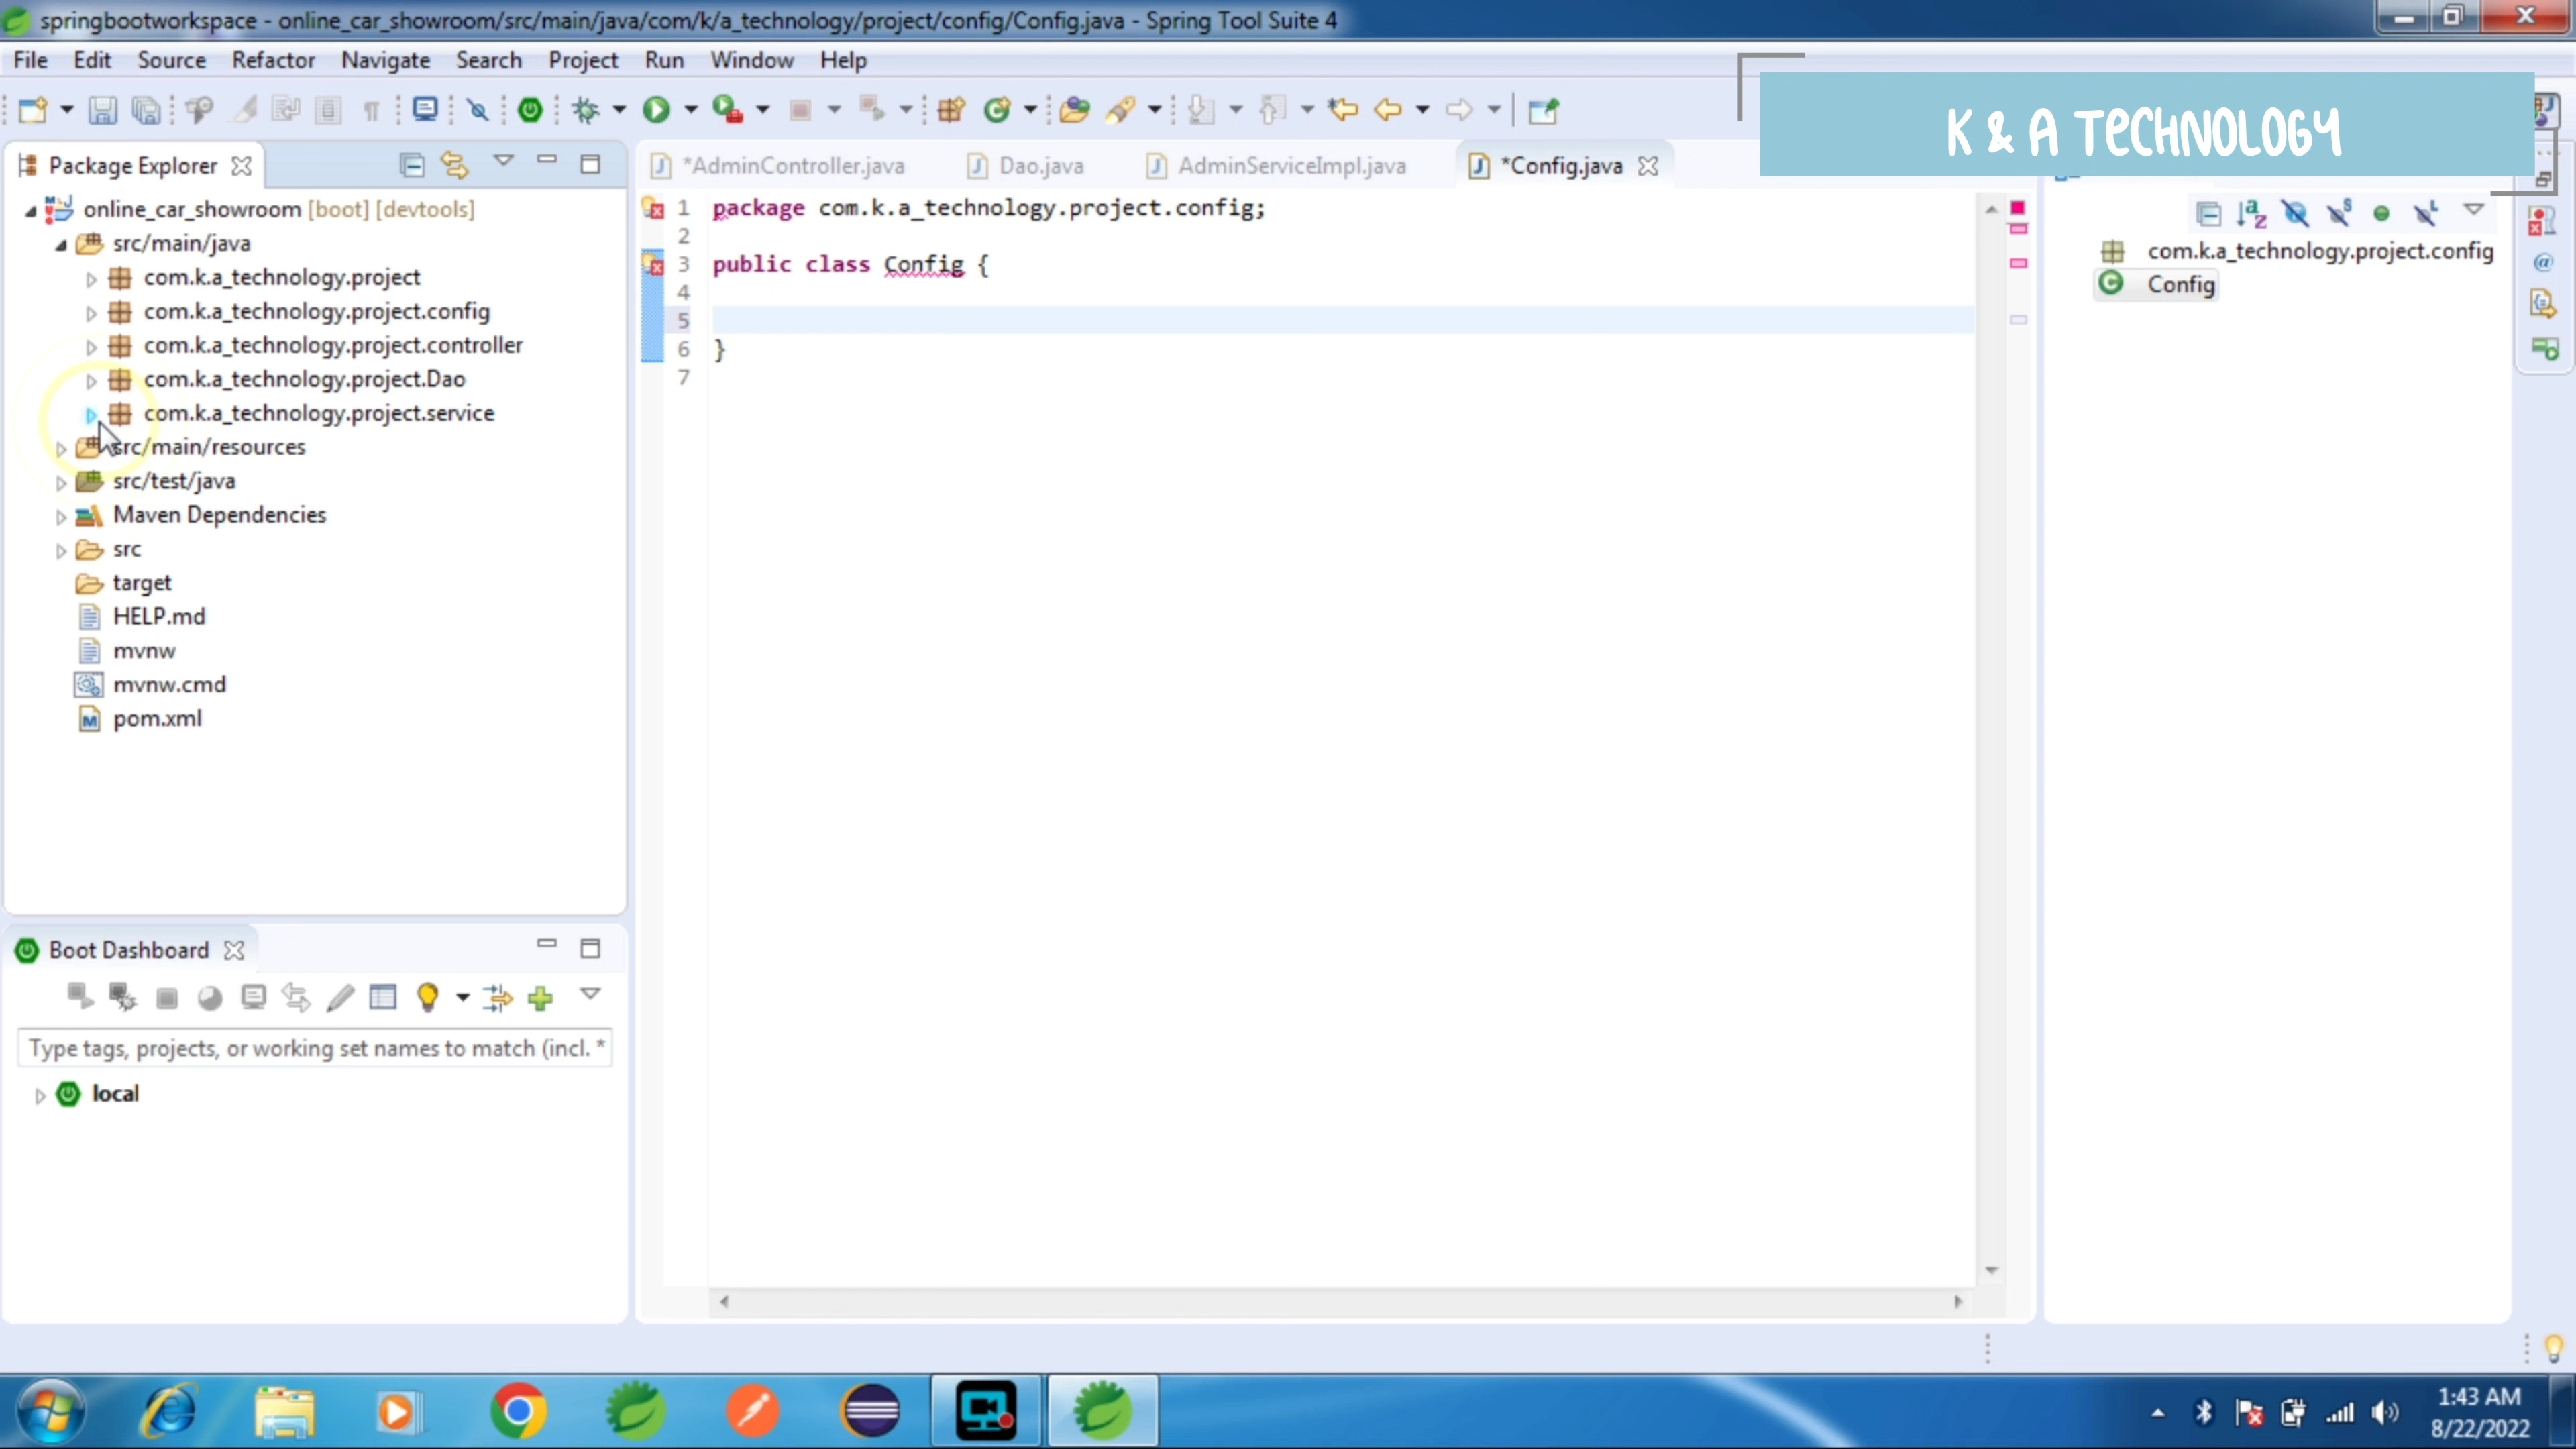 springbootworkspace - online_car_showroom/src/main/java/com/k/a_technology/project/config/Config.java - Spring Tool Suite 4
File Edit Source Refactor Navigate Search Project Run Window Help
K & A TECHNOLOGY
Package Explorer
*AdminController.java Dao.java AdminServiceImpl.java *Config.java
online_car_showroom [boot] [devtools]
src/main/java
com.k.a_technology.project
com.k.a_technology.project.config
com.k.a_technology.project.controller
com.k.a_technology.project.Dao
com.k.a_technology.project.service
src/main/resources
src/test/java
Maven Dependencies
src
target
HELP.md
mvnw
mvnw.cmd
pom.xml
1 package com.k.a_technology.project.config;
2
3 public class Config {
4
5
6 }
7
com.k.a_technology.project.config
Config
Boot Dashboard
Type tags, projects, or working set names to match (incl. *
local
1:43 AM
8/22/2022